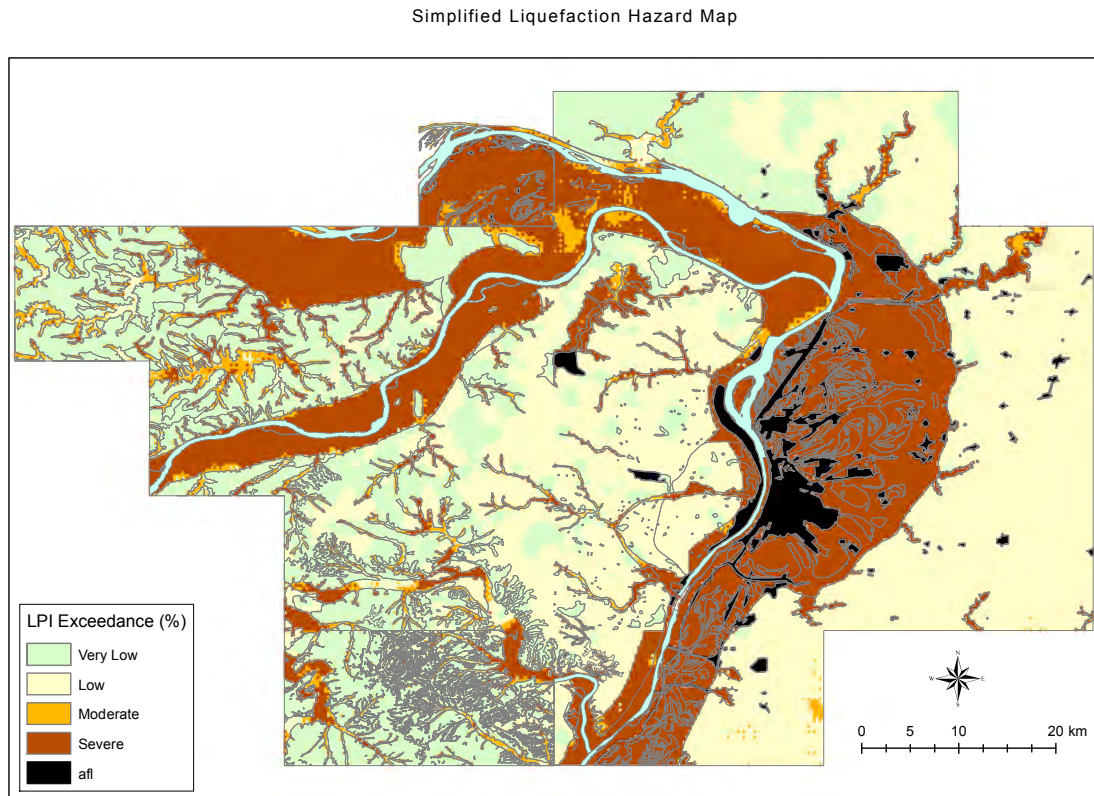 Simplified Liquefaction Hazard Map
LPI Exceedance (%)
Very Low
Low
Moderate
Severe
afl
N
W E
S
0 5 10 20 km